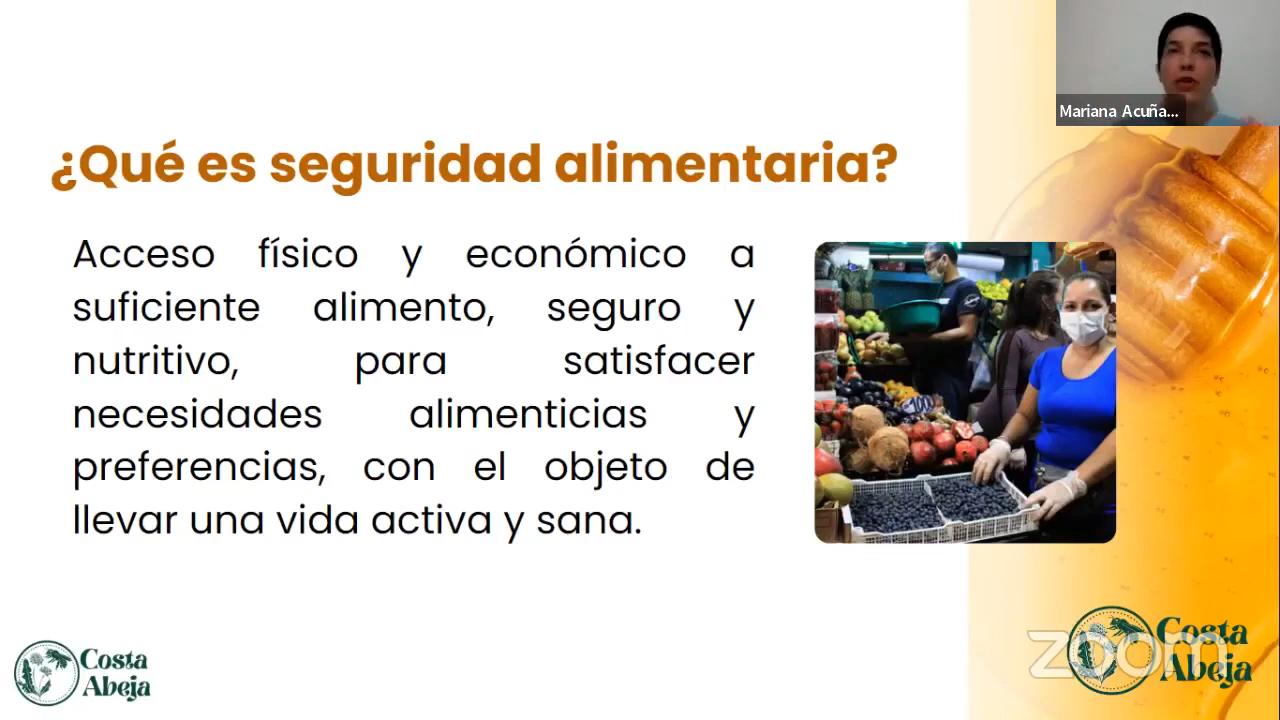 Mariana Acuña...
¿Qué es seguridad alimentaria?
Acceso físico y económico a
suficiente alimento, seguro y
nutritivo, para satisfacer
necesidades alimenticias y
preferencias, con el objeto de
llevar una vida activa y sana.
1000
Costa
Abeja
zoom
Costa
Abeja